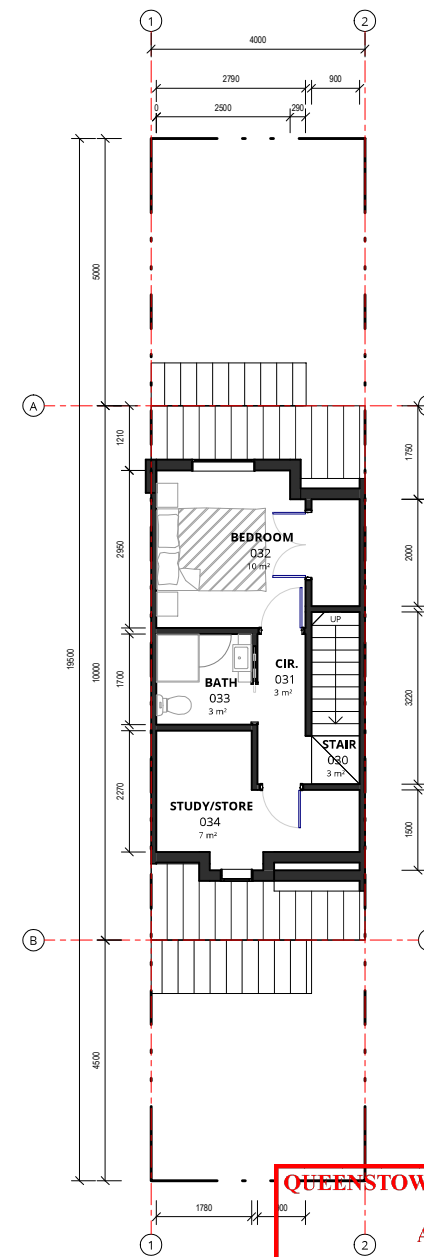 1
2
4000
2790
900
0
2500
290
5000
A
1210
1750
2950
BEDROOM
032
10 m²
2000
19500
10000
UP
1700
CIR.
031
3 m²
BATH
033
3 m²
3220
STAIR
030
3 m²
2270
STUDY/STORE
034
7 m²
1500
B
4500
1780
QUEENSTOW
A
1
2